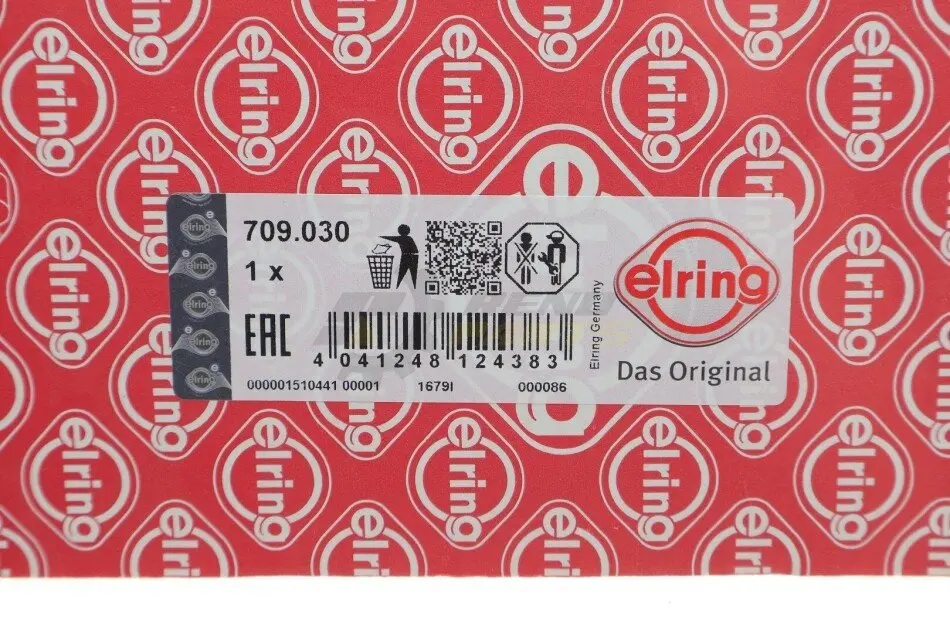 709.030
1 x
EAC
4 041248 124383
000001510441 00001 1679I 000086
Elring Germany
elring
Das Original